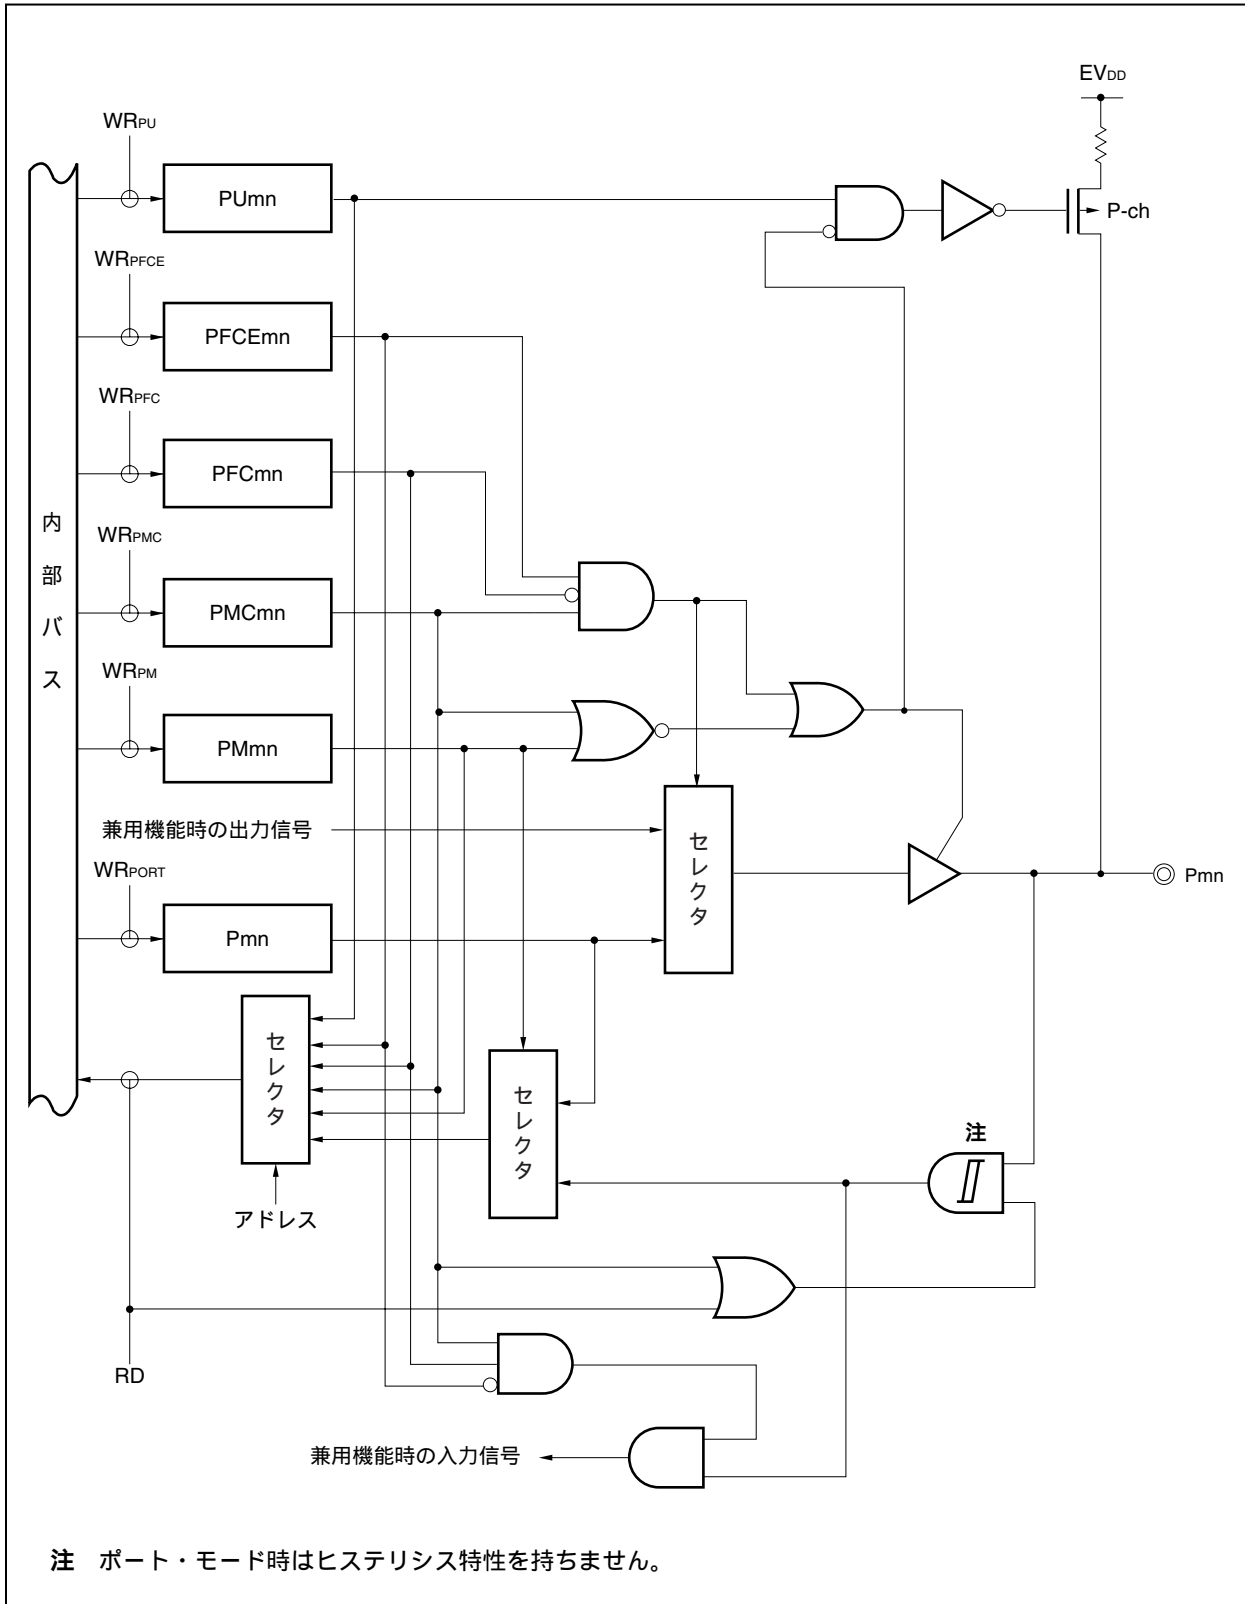 EVDD
WRPU
PUmn
P-ch
WRPFCE
PFCEmn
WRPFC
PFCmn
内部バス
WRPMC
PMCmn
WRPM
PMmn
兼用機能時の出力信号
セレクタ
WRPORT
Pmn
Pmn
セレクタ
セレクタ
注
アドレス
RD
兼用機能時の入力信号
注 ポート・モード時はヒステリシス特性を持ちません。